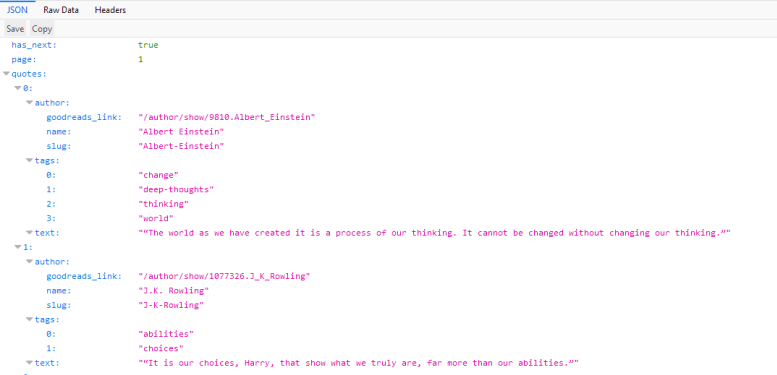 JSON Raw Data Headers
Save Copy
has_next: true
page: 1
quotes:
0:
author:
goodreads_link: "/author/show/9810.Albert_Einstein"
name: "Albert Einstein"
slug: "Albert-Einstein"
tags:
0: "change"
1: "deep-thoughts"
2: "thinking"
3: "world"
text: "“The world as we have created it is a process of our thinking. It cannot be changed without changing our thinking.”"
1:
author:
goodreads_link: "/author/show/1077326.J_K_Rowling"
name: "J.K. Rowling"
slug: "J-K-Rowling"
tags:
0: "abilities"
1: "choices"
text: "“It is our choices, Harry, that show what we truly are, far more than our abilities.”"